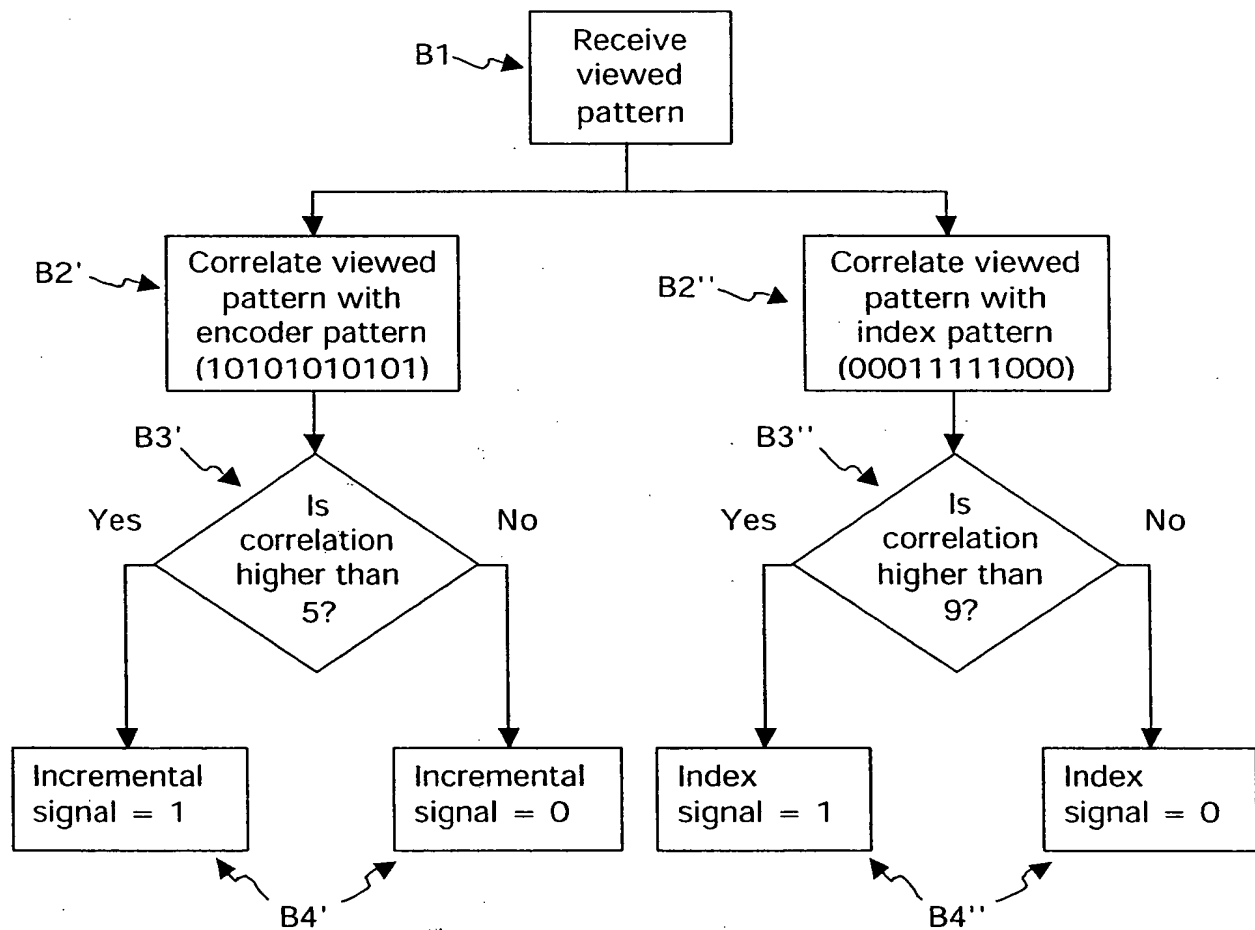 B1
Receive
viewed
pattern
B2'
Correlate viewed
pattern with
encoder pattern
(10101010101)
B2''
Correlate viewed
pattern with
index pattern
(00011111000)
B3'
Yes
Is
correlation
higher than
5?
No
B3''
Yes
Is
correlation
higher than
9?
No
Incremental
signal = 1
Incremental
signal = 0
Index
signal = 1
Index
signal = 0
B4'
B4''